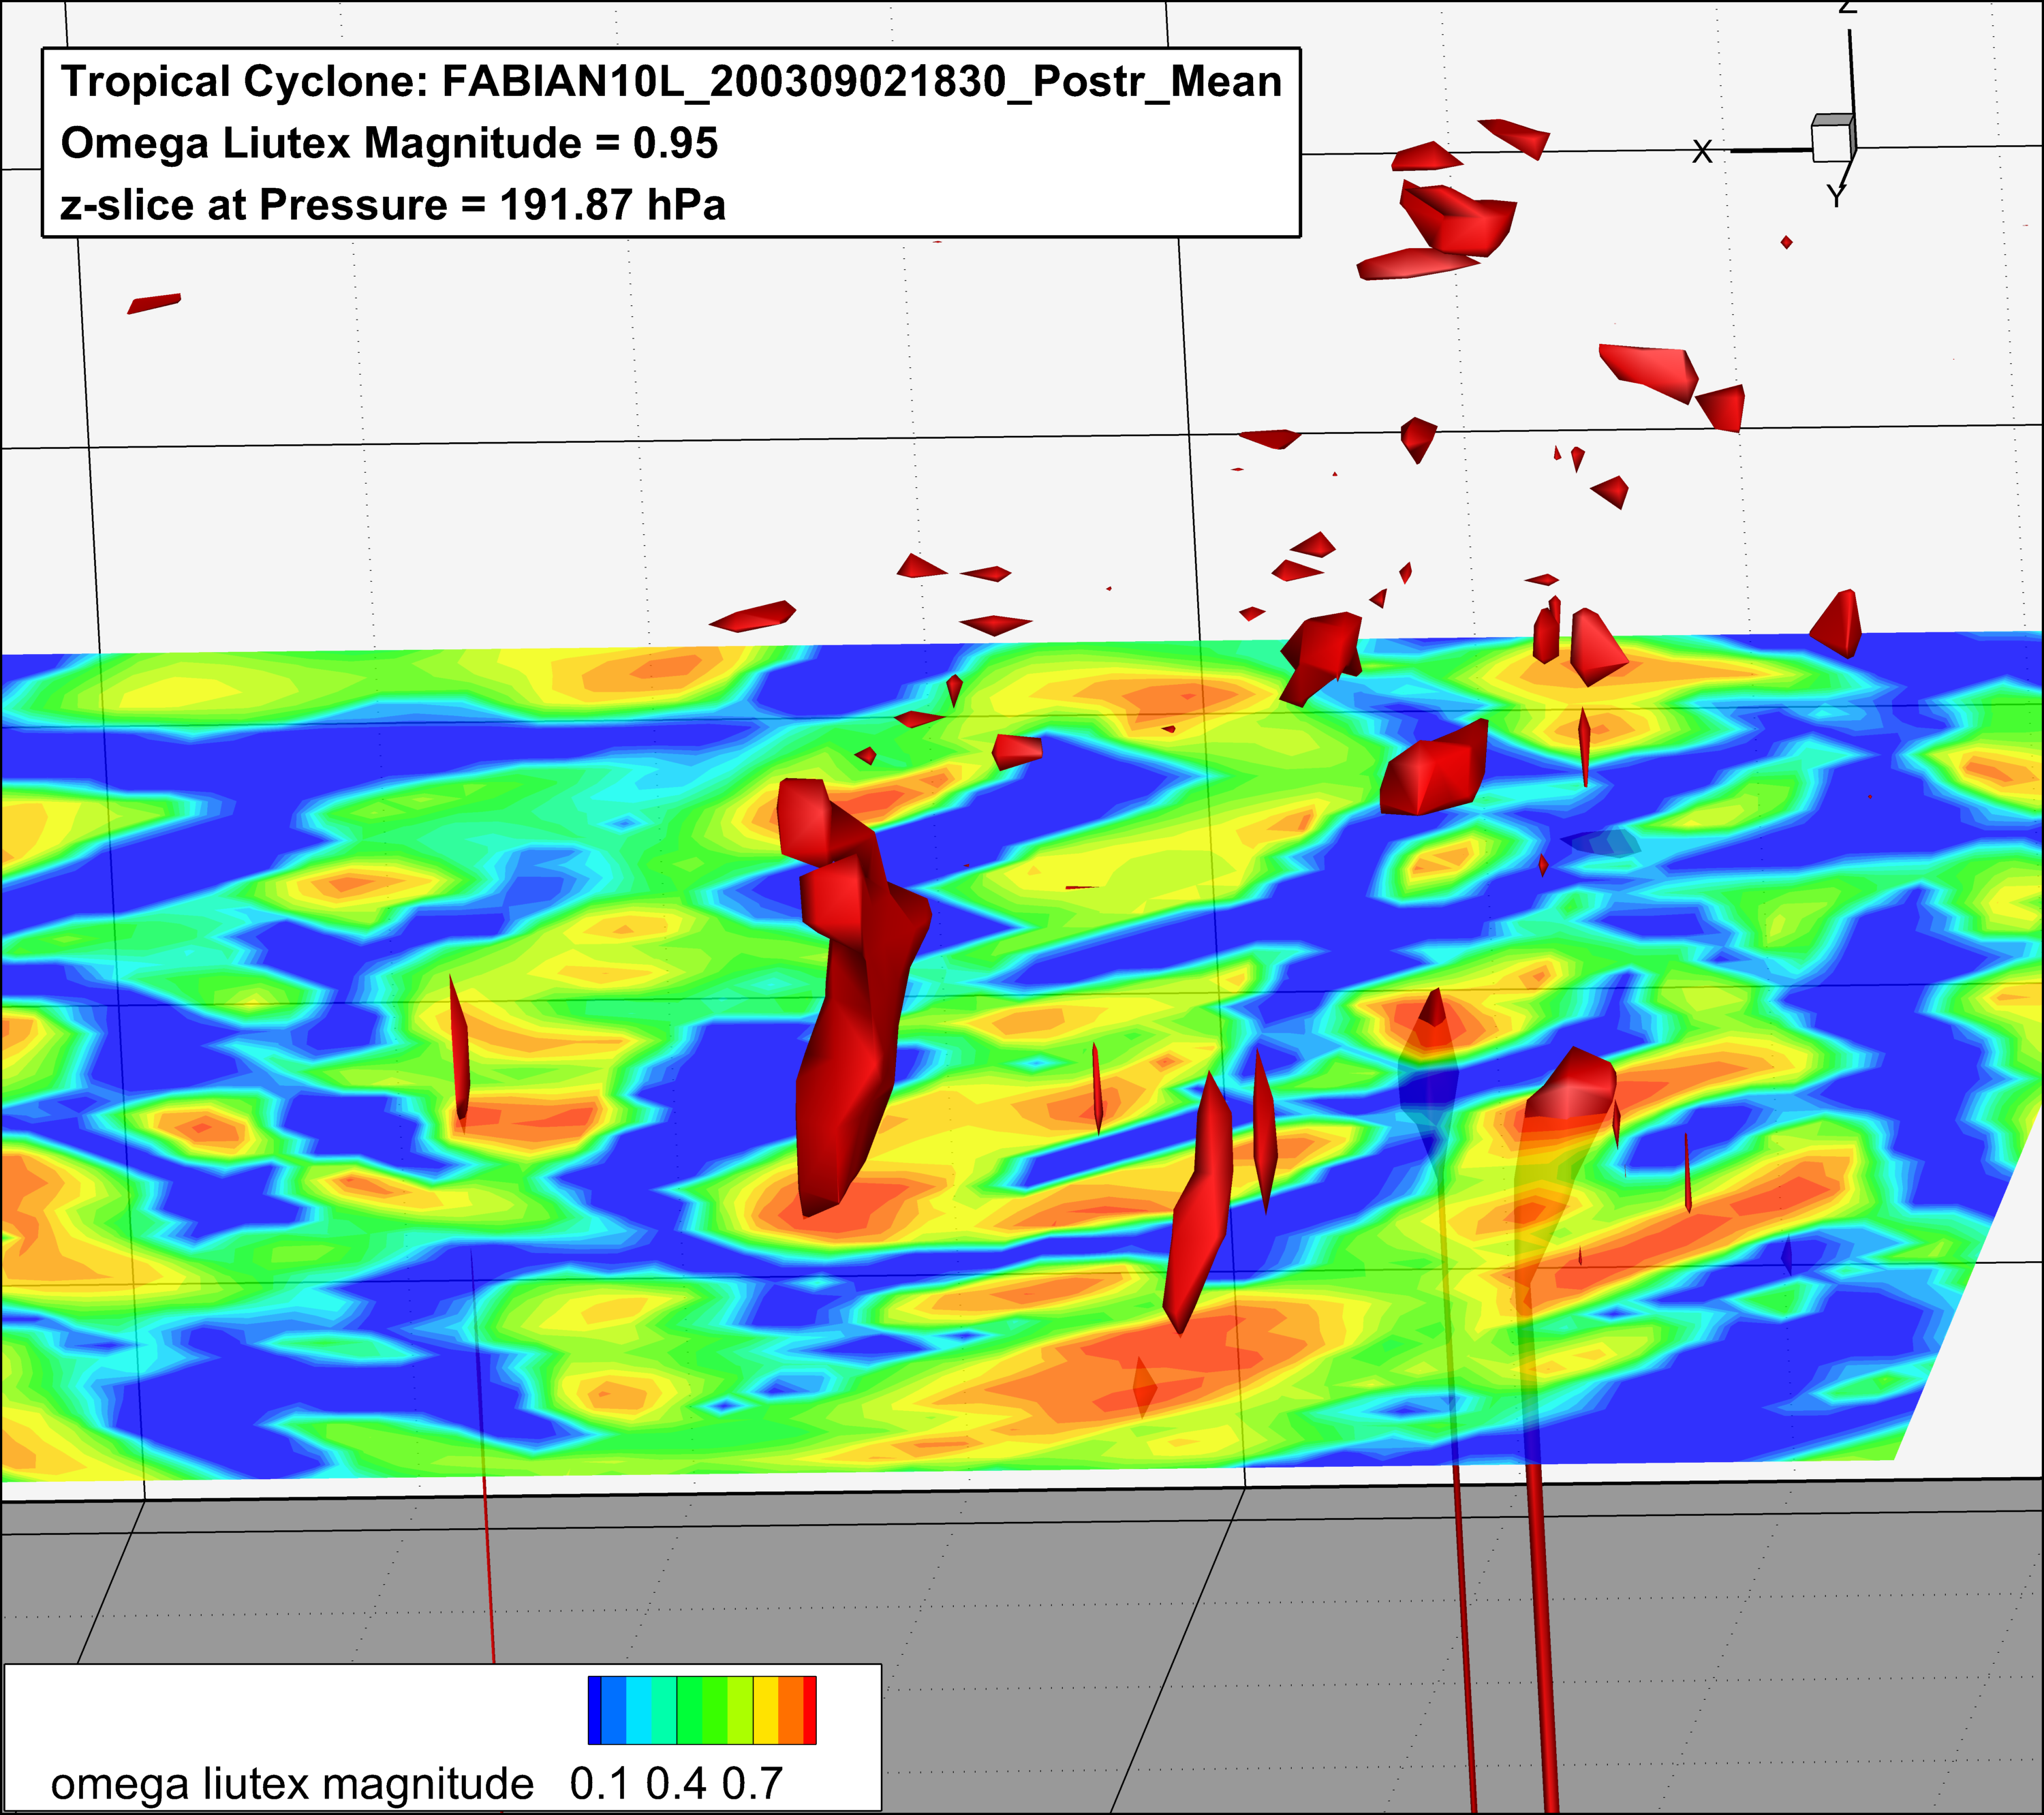 Tropical Cyclone: FABIAN10L_200309021830_Postr_Mean
Omega Liutex Magnitude = 0.95
z-slice at Pressure = 191.87 hPa
Z
X
Y
omega liutex magnitude 0.1 0.4 0.7